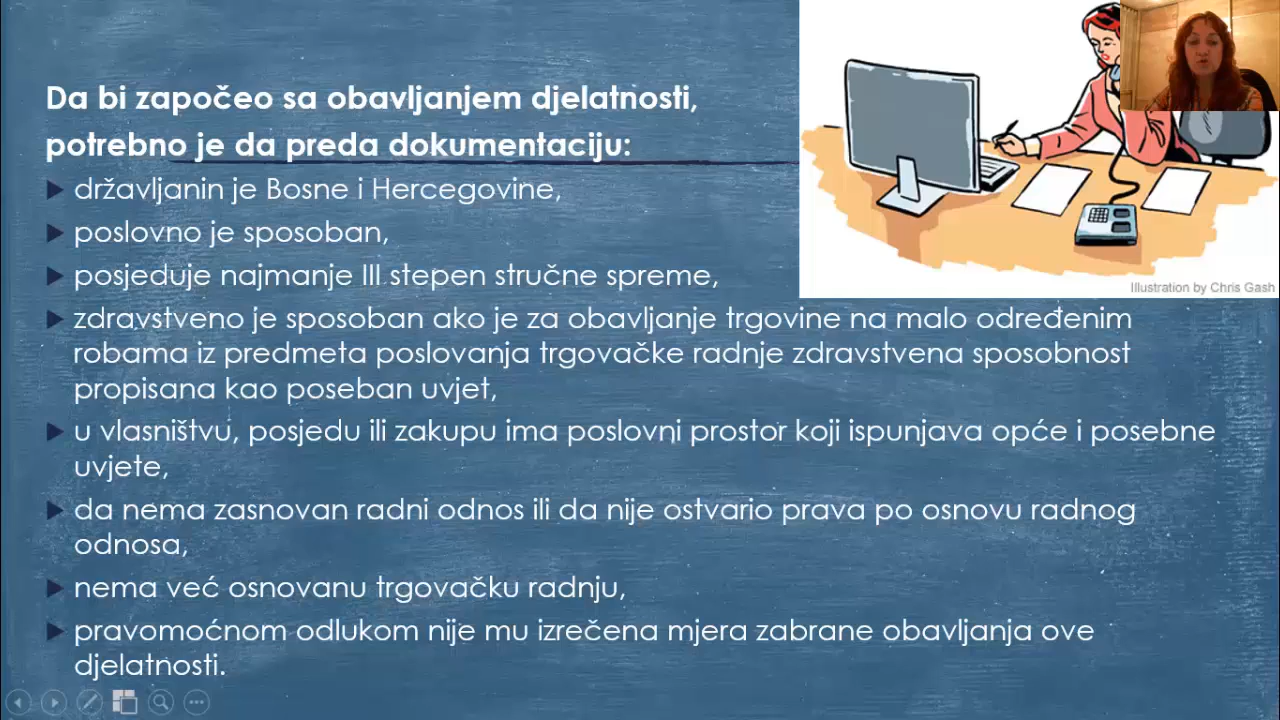 Da bi započeo sa obavljanjem djelatnosti,
potrebno je da preda dokumentaciju:
državljanin je Bosne i Hercegovine,
poslovno je sposoban,
posjeduje najmanje III stepen stručne spreme,
Illustration by Chris Gash
zdravstveno je sposoban ako je za obavljanje trgovine na malo određenim
robama iz predmeta poslovanja trgovačke radnje zdravstvena sposobnost
propisana kao poseban uvjet,
u vlasništvu, posjedu ili zakupu ima poslovni prostor koji ispunjava opće i posebne
uvjete,
da nema zasnovan radni odnos ili da nije ostvario prava po osnovu radnog
odnosa,
nema već osnovanu trgovačku radnju,
pravomoćnom odlukom nije mu izrečena mjera zabrane obavljanja ove
djelatnosti.